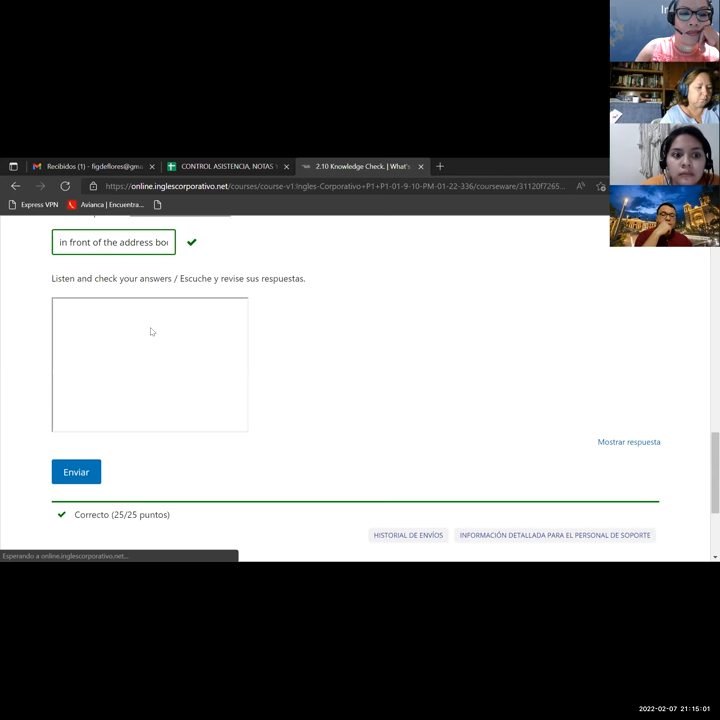 Ir
Recibidos (1) - figdeflores@gma
CONTROL ASISTENCIA, NOTAS Y
2.10 Knowledge Check. | What's
https://online.inglescorporativo.net/courses/course-v1:Ingles-Corporativo+P1+P1-01-9-10-PM-01-22-336/courseware/31120f7265...
Express VPN
Avianca | Encuentra...
in front of the address boo
Listen and check your answers / Escuche y revise sus respuestas.
Mostrar respuesta
Enviar
Correcto (25/25 puntos)
HISTORIAL DE ENVÍOS
INFORMACIÓN DETALLADA PARA EL PERSONAL DE SOPORTE
Esperando a online.inglescorporativo.net...
2022-02-07 21:15:01